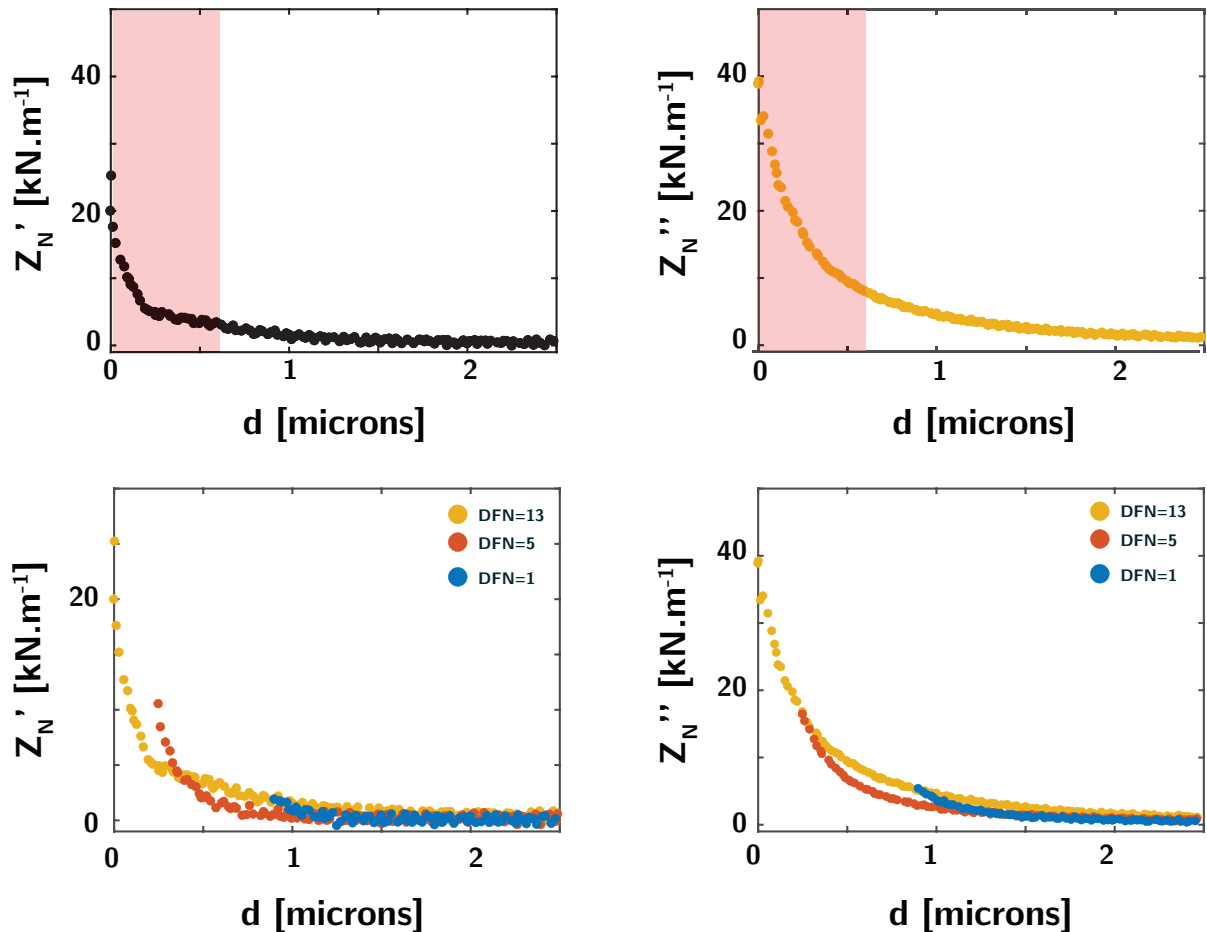 40
20
0
Z_N' [kN.m⁻¹]
0 1 2
d [microns]
40
20
0
Z_N'' [kN.m⁻¹]
0 1 2
d [microns]
DFN=13
DFN=5
DFN=1
20
0
Z_N' [kN.m⁻¹]
0 1 2
d [microns]
DFN=13
DFN=5
DFN=1
40
20
0
Z_N'' [kN.m⁻¹]
0 1 2
d [microns]